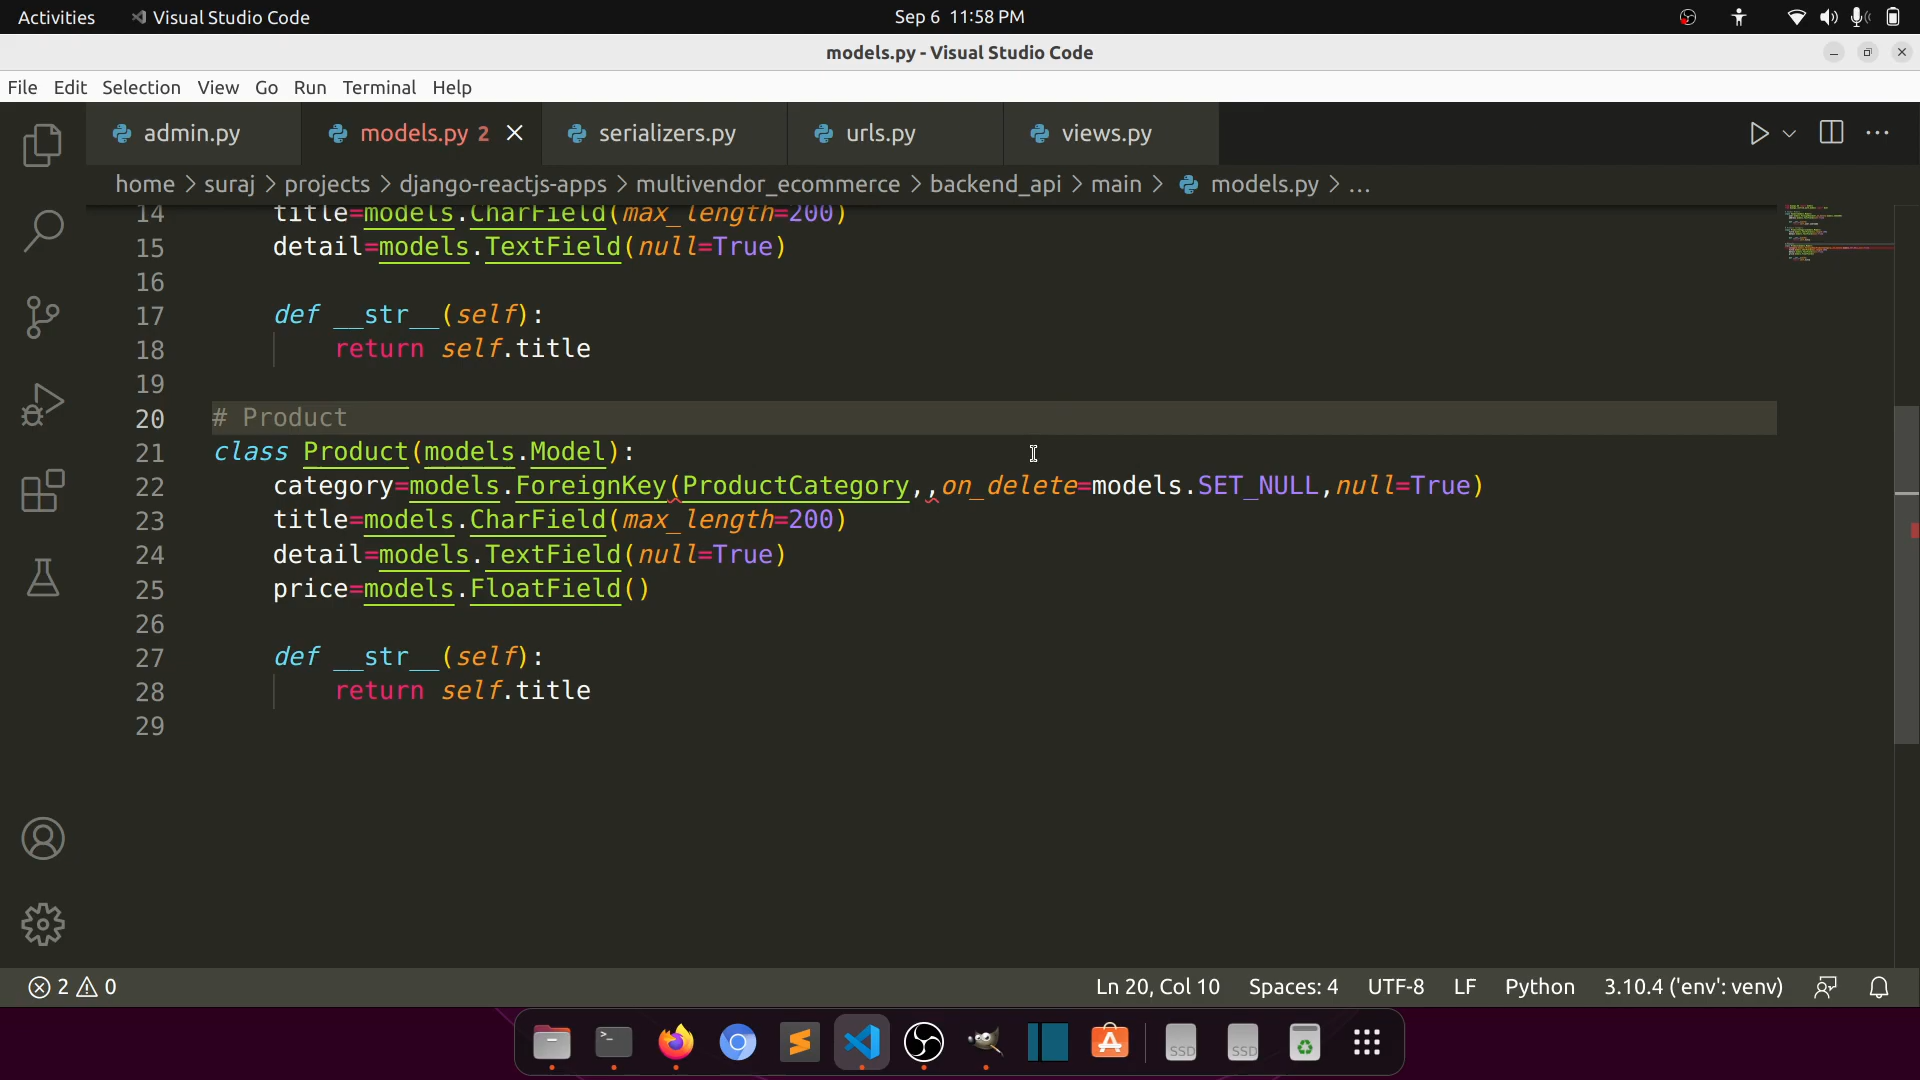 Activities Visual Studio Code Sep 6 11:58 PM
models.py - Visual Studio Code
File Edit Selection View Go Run Terminal Help
admin.py models.py 2 serializers.py urls.py views.py
home > suraj > projects > django-reactjs-apps > multivendor_ecommerce > backend_api > main > models.py > ...
14 title=models.CharField(max_length=200)
15 detail=models.TextField(null=True)
16
17 def __str__(self):
18 return self.title
19
20 # Product
21 class Product(models.Model):
22 category=models.ForeignKey(ProductCategory,,on_delete=models.SET_NULL,null=True)
23 title=models.CharField(max_length=200)
24 detail=models.TextField(null=True)
25 price=models.FloatField()
26
27 def __str__(self):
28 return self.title
29
2 0 Ln 20, Col 10 Spaces: 4 UTF-8 LF Python 3.10.4 ('env': venv)
SSD SSD